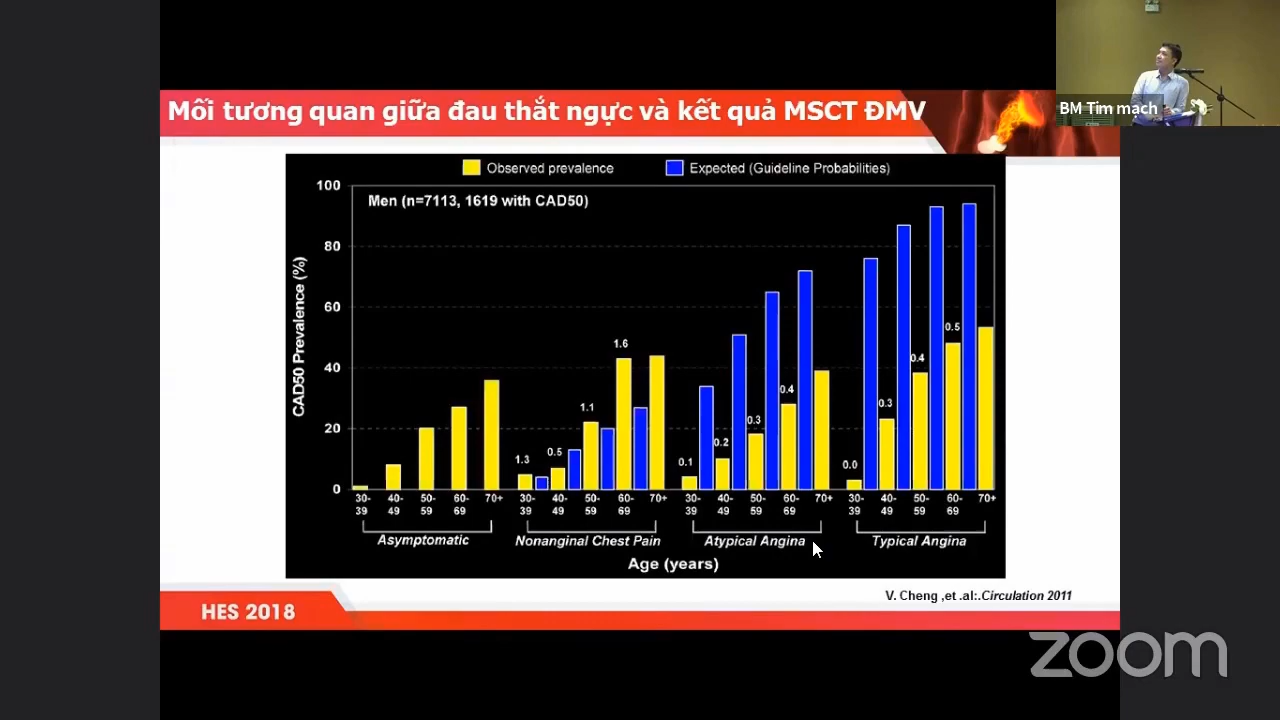 BM Tim mạch
Mối tương quan giữa đau thắt ngực và kết quả MSCT ĐMV
Observed prevalence
Expected (Guideline Probabilities)
Men (n=7113, 1619 with CAD50)
CAD50 Prevalence (%)
100
80
60
40
20
0
1.3
0.5
1.1
1.6
0.1
0.2
0.3
0.4
0.0
0.3
0.4
0.5
30-39 40-49 50-59 60-69 70+
30-39 40-49 50-59 60-69 70+
30-39 40-49 50-59 60-69 70+
30-39 40-49 50-59 60-69 70+
Asymptomatic
Nonanginal Chest Pain
Atypical Angina
Typical Angina
Age (years)
V. Cheng ,et .al:.Circulation 2011
HES 2018
zoom